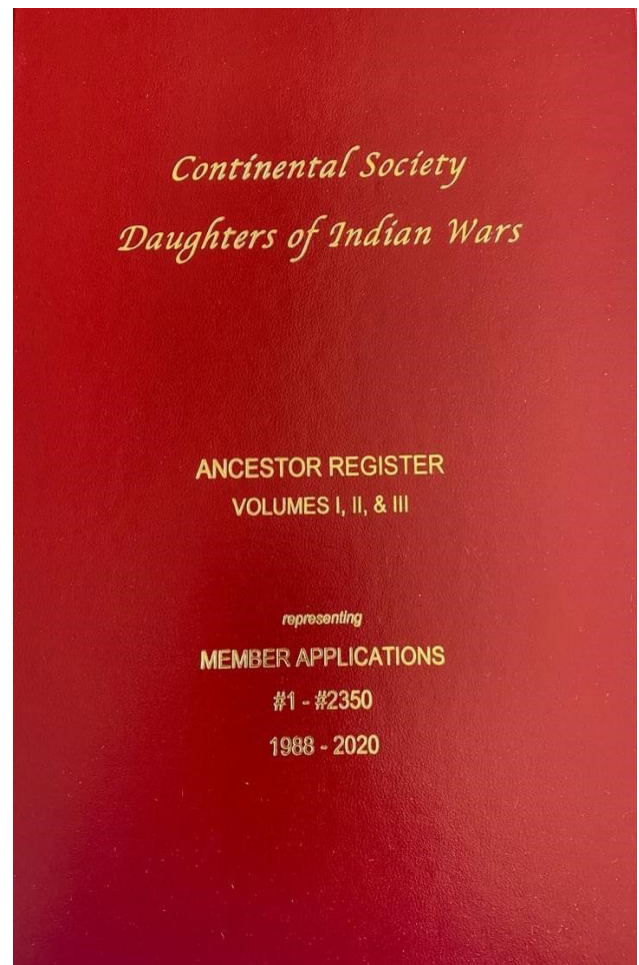 Continental Society
Daughters of Indian Wars
ANCESTOR REGISTER
VOLUMES I, II, & III
representing
MEMBER APPLICATIONS
#1 - #2350
1988 - 2020